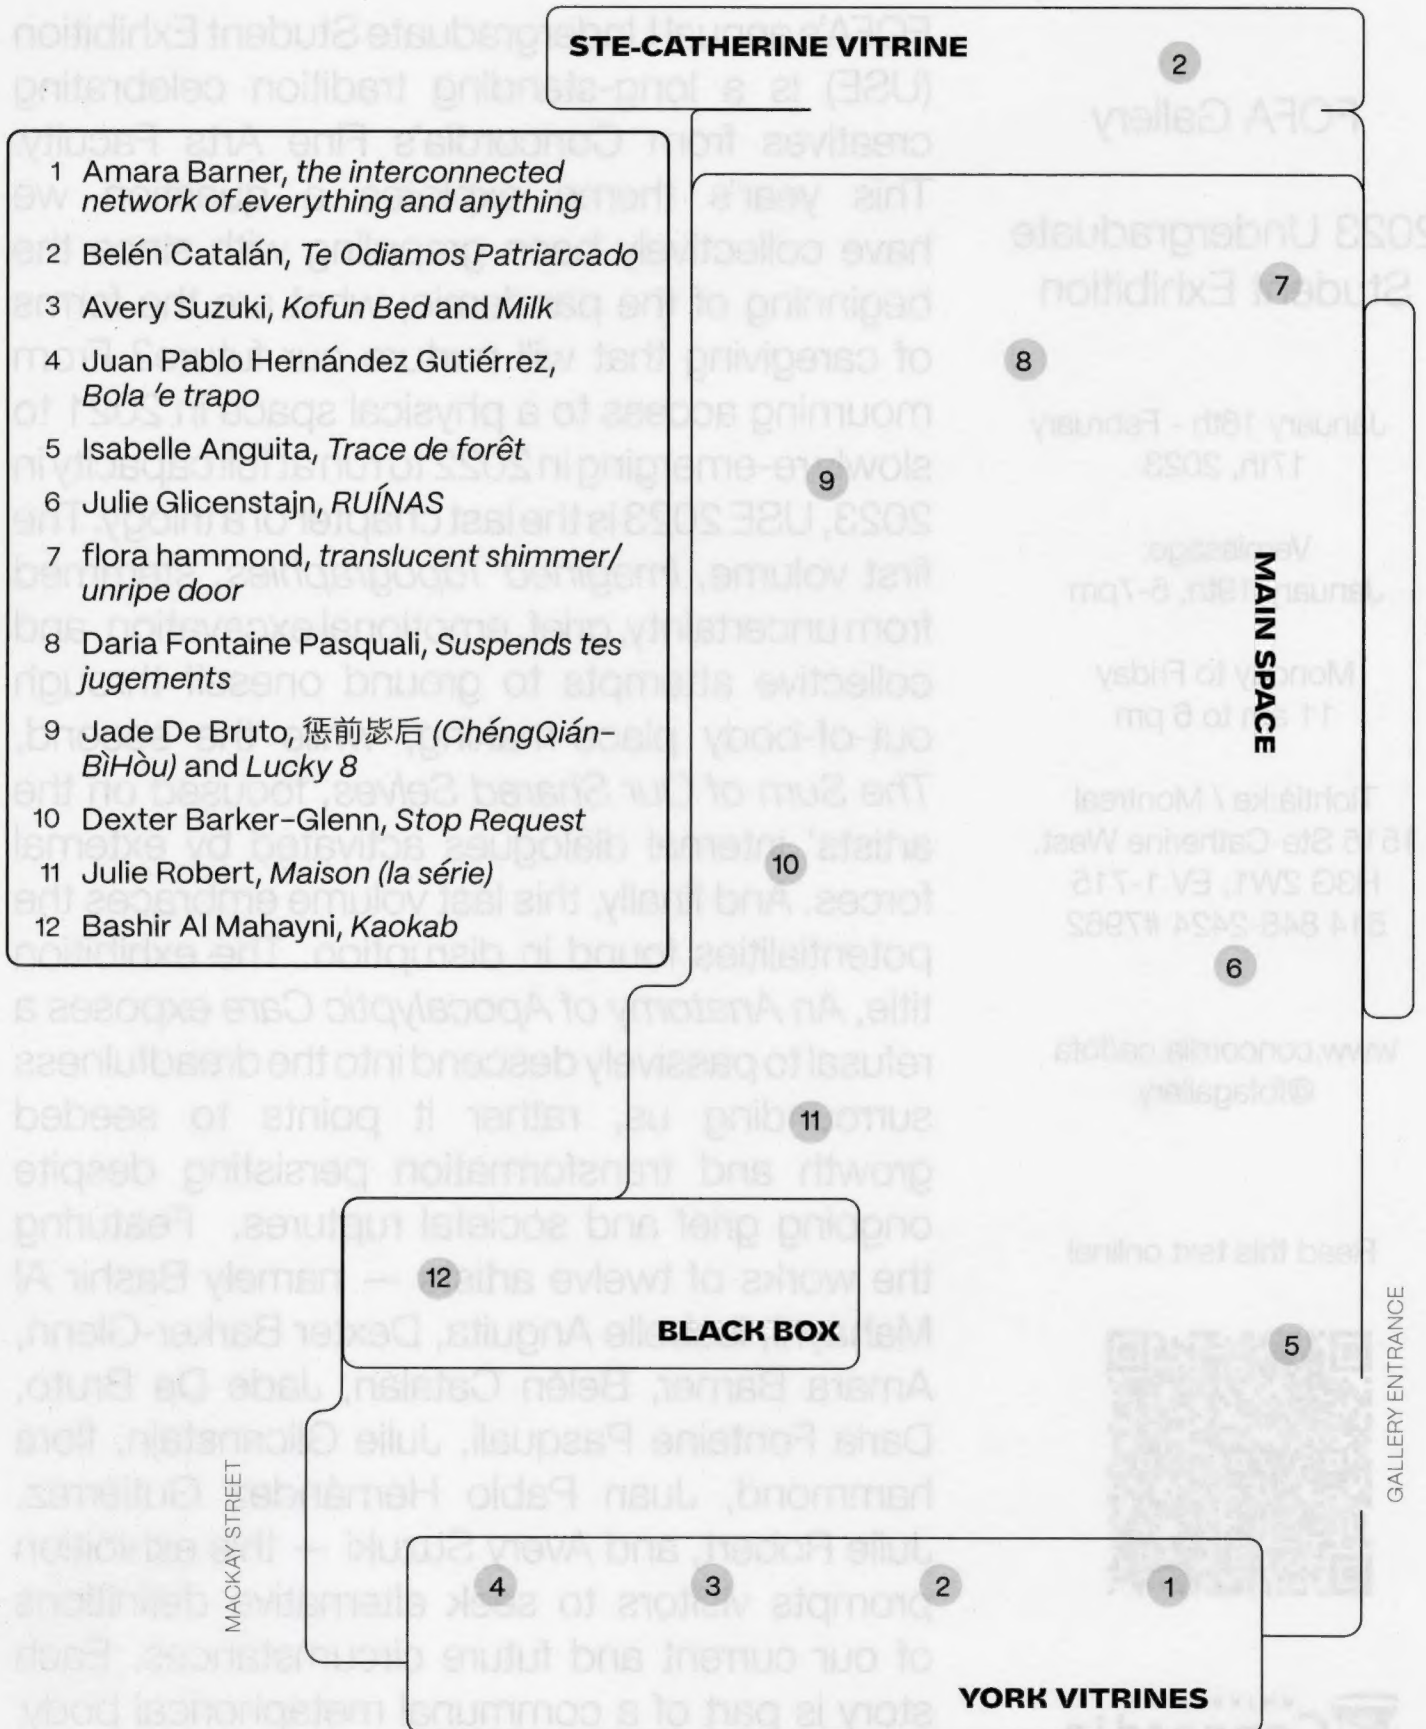 STE-CATHERINE VITRINE
2
1 Amara Barner, the interconnected
network of everything and anything
2 Belén Catalán, Te Odiamos Patriarcado
3 Avery Suzuki, Kofun Bed and Milk
4 Juan Pablo Hernández Gutiérrez,
Bola 'e trapo
5 Isabelle Anguita, Trace de forêt
6 Julie Glicenstajn, RUÍNAS
7 flora hammond, translucent shimmer/
unripe door
8 Daria Fontaine Pasquali, Suspends tes
jugements
9 Jade De Bruto, 惩前毖后 (ChéngQián–
BìHòu) and Lucky 8
10 Dexter Barker–Glenn, Stop Request
11 Julie Robert, Maison (la série)
12 Bashir Al Mahayni, Kaokab
7
8
9
MAIN SPACE
10
6
11
12
BLACK BOX
5
GALLERY ENTRANCE
MACKAY STREET
4
3
2
1
YORK VITRINES